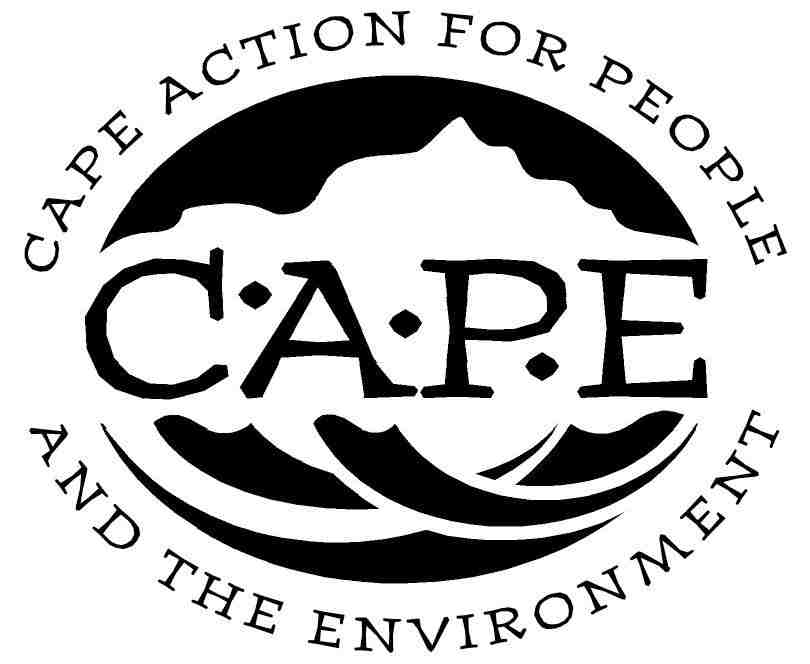 CAPE ACTION FOR PEOPLE
C·A·P·E
AND THE ENVIRONMENT